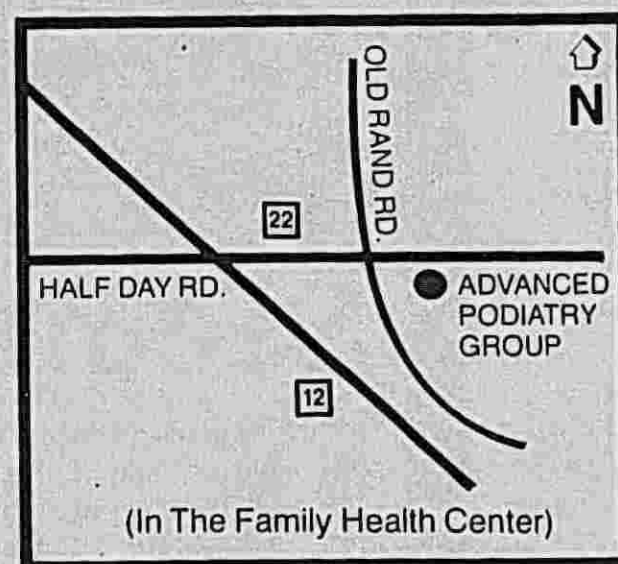 N
OLD RAND RD.
22
HALF DAY RD.
ADVANCED
PODIATRY
GROUP
12
(In The Family Health Center)